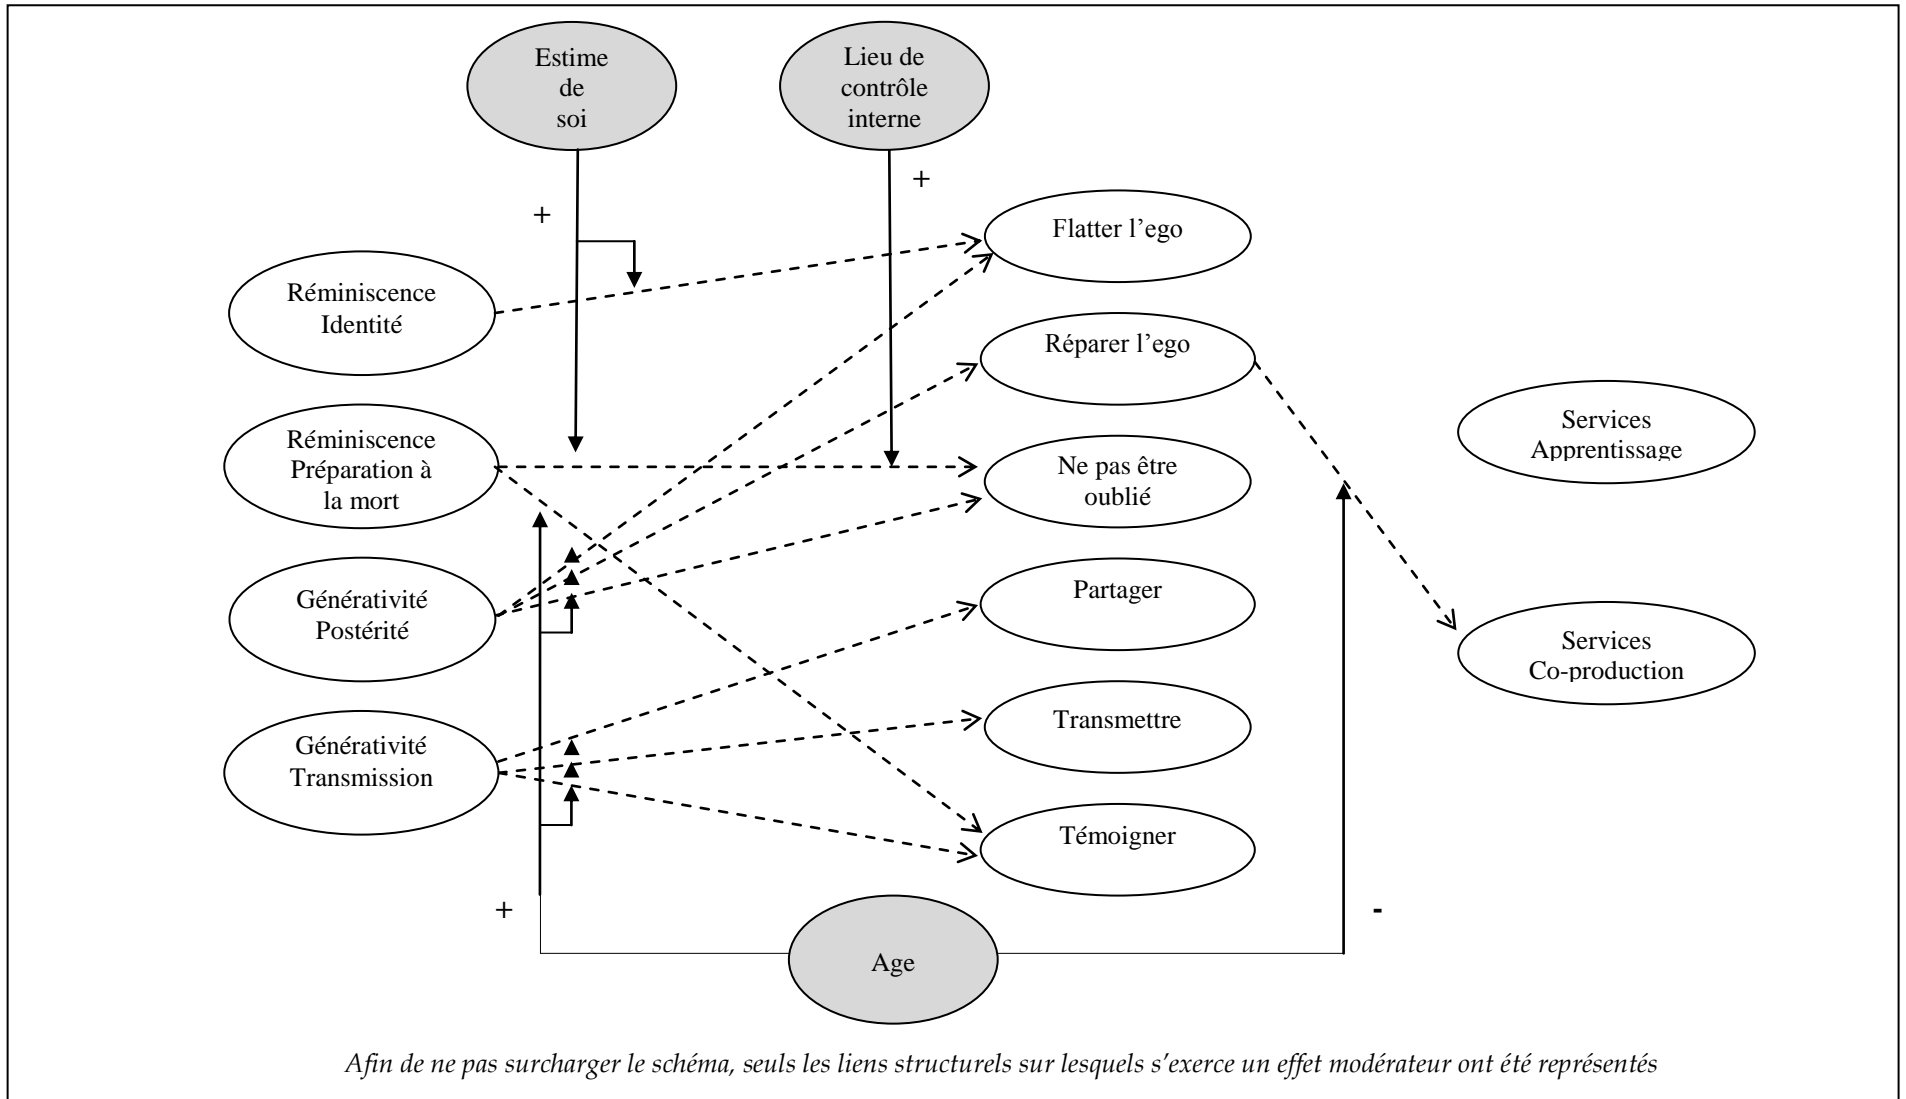 Estime
de
soi
Lieu de
contrôle
interne
+
+
Flatter l’ego
Réminiscence
Identité
Réparer l’ego
Réminiscence
Préparation à
la mort
Ne pas être
oublié
Services
Apprentissage
Générativité
Postérité
Partager
Services
Co-production
Générativité
Transmission
Transmettre
Témoigner
+
-
Age
Afin de ne pas surcharger le schéma, seuls les liens structurels sur lesquels s’exerce un effet modérateur ont été représentés